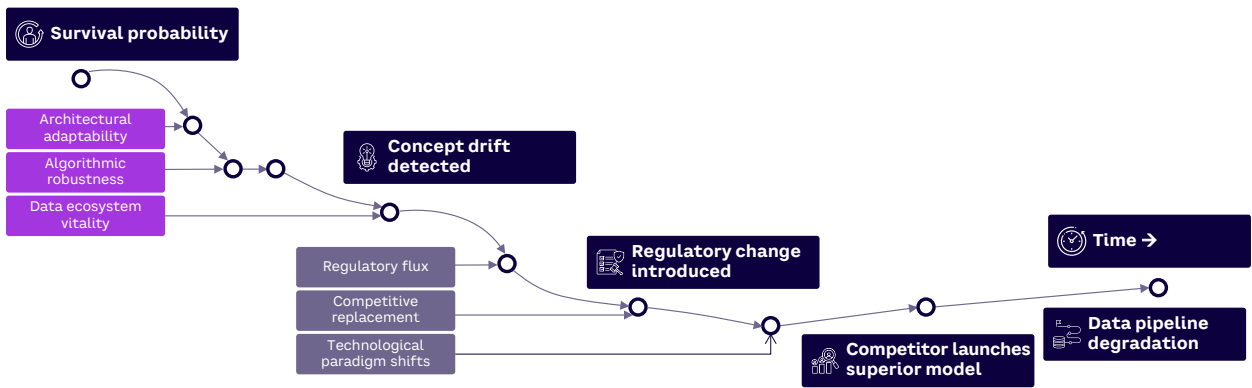 Survival probability
Architectural
adaptability
Algorithmic
robustness
Data ecosystem
vitality
Concept drift
detected
Regulatory flux
Competitive
replacement
Technological
paradigm shifts
Regulatory change
introduced
Competitor launches
superior model
Time →
Data pipeline
degradation